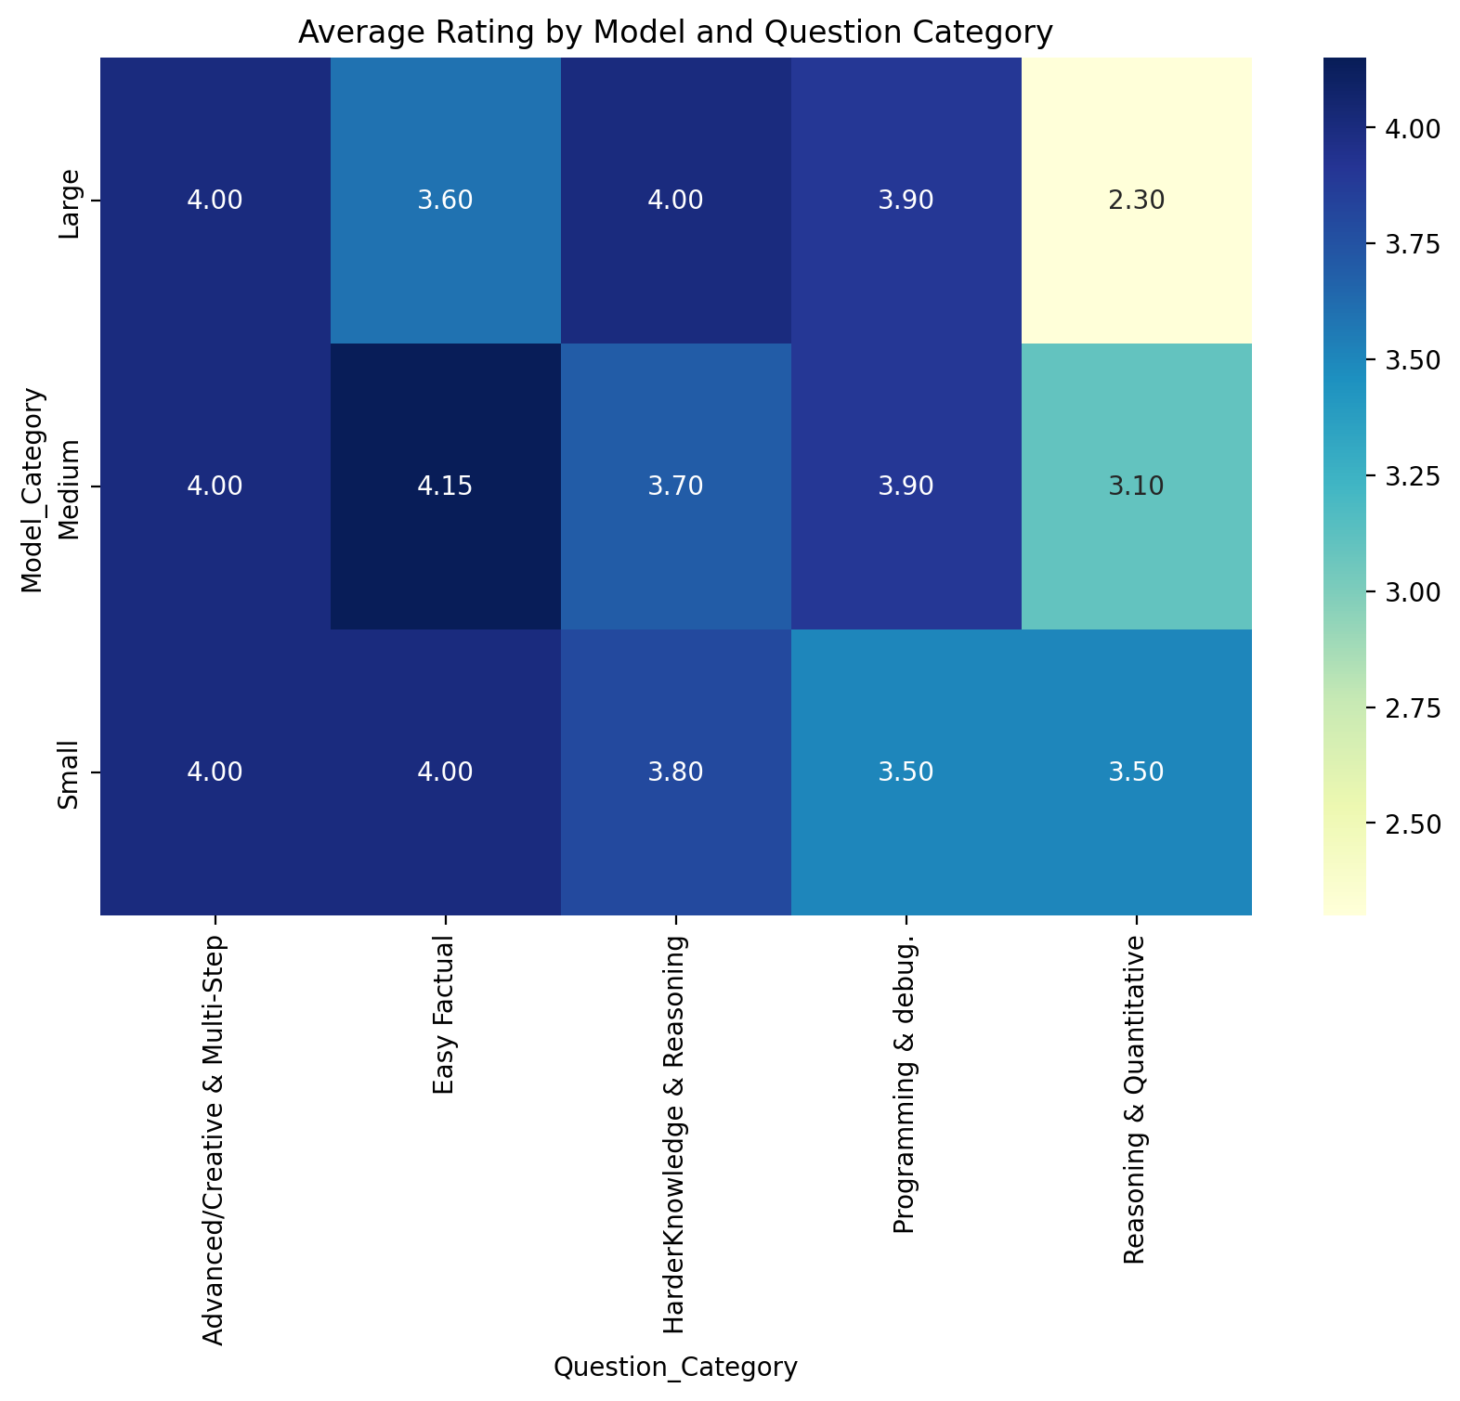 Average Rating by Model and Question Category
Model_Category
Large
4.00 3.60 4.00 3.90 2.30
Medium
4.00 4.15 3.70 3.90 3.10
Small
4.00 4.00 3.80 3.50 3.50
Advanced/Creative & Multi-Step
Easy Factual
HarderKnowledge & Reasoning
Programming & debug.
Reasoning & Quantitative
Question_Category
4.00
3.75
3.50
3.25
3.00
2.75
2.50